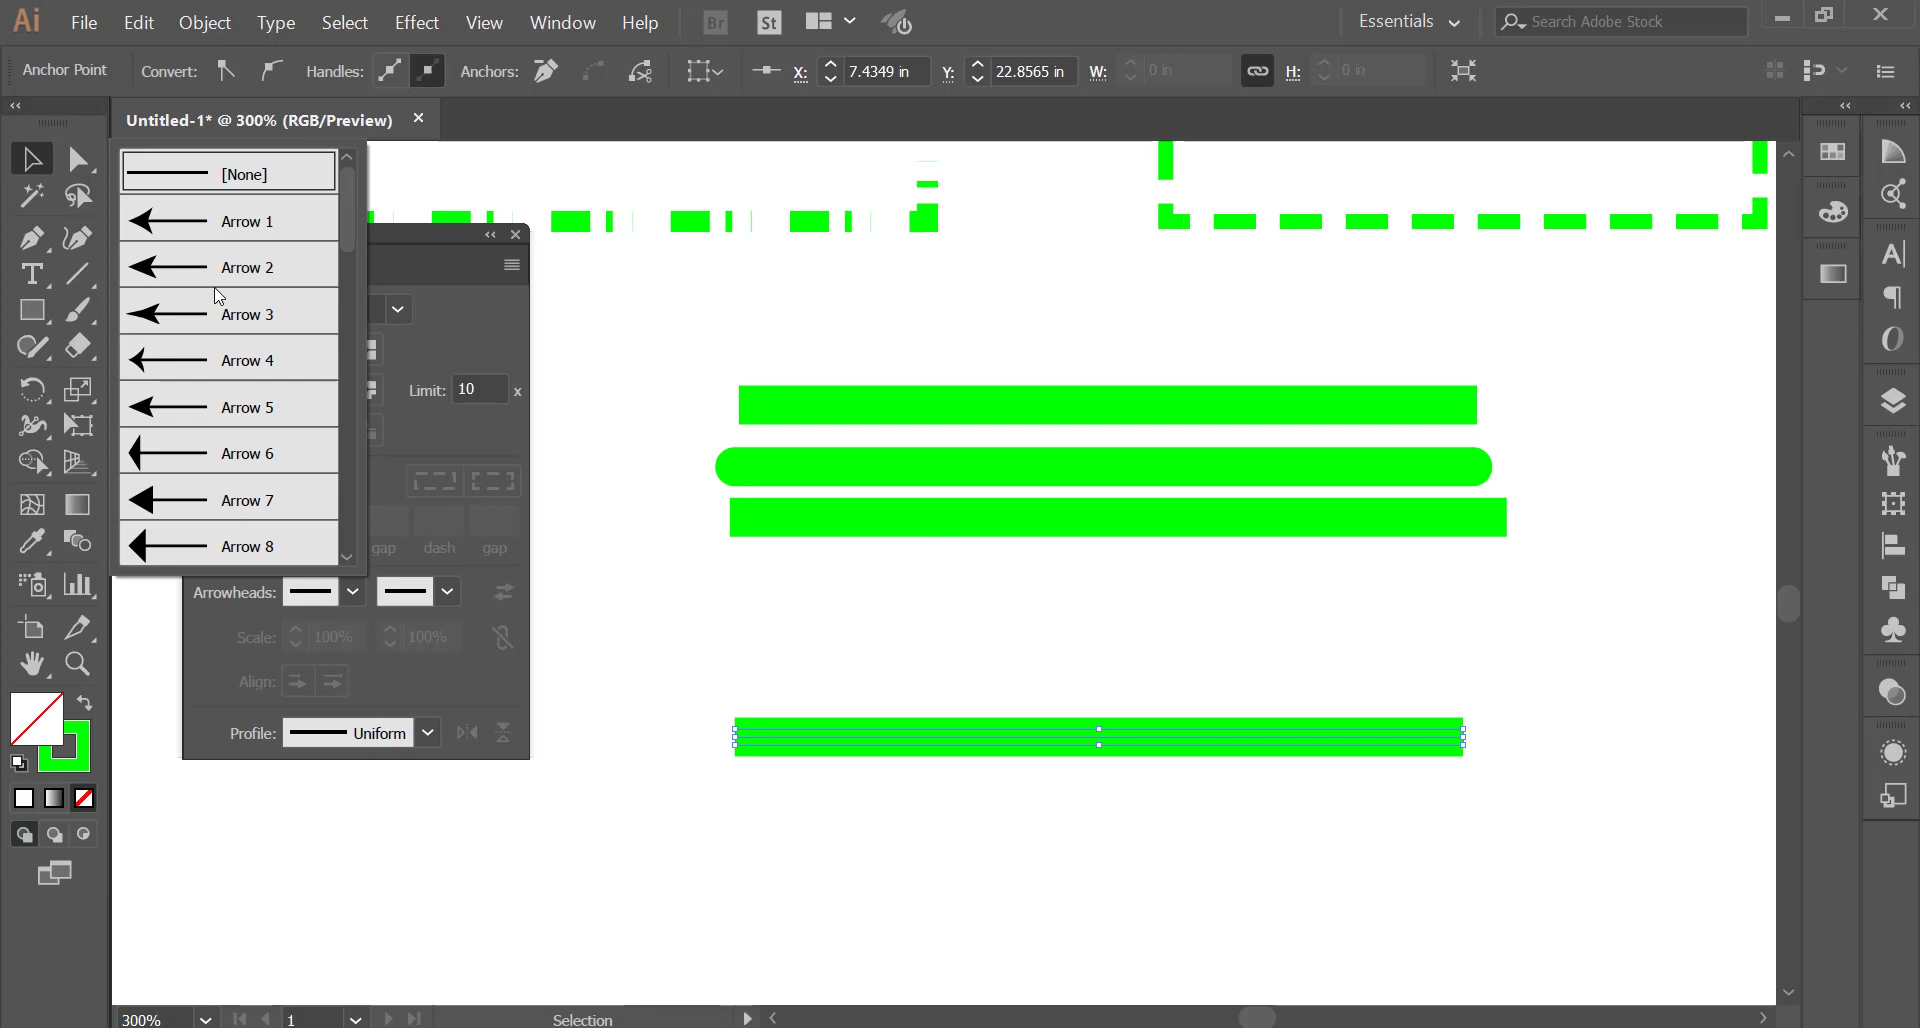 Ai File Edit Object Type Select Effect View Window Help Br St Essentials Search Adobe Stock
Anchor Point Convert: Handles: Anchors: X: 7.4349 in Y: 22.8565 in W: 0 in H: 0 in
Untitled-1* @ 300% (RGB/Preview)
[None]
Arrow 1
Arrow 2
Arrow 3
Arrow 4
Arrow 5
Arrow 6
Arrow 7
Arrow 8
Limit: 10 x
gap dash gap
Arrowheads:
Scale: 100% 100%
Align:
Profile: Uniform
300% 1 Selection